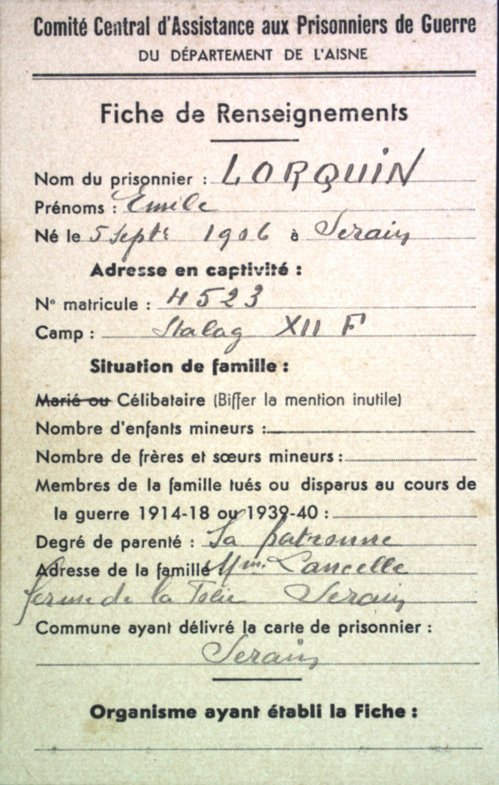 Comité Central d'Assistance aux Prisonniers de Guerre
DU DÉPARTEMENT DE L'AISNE
Fiche de Renseignements
Nom du prisonnier : LORQUIN
Prénoms : Emile
Né le 5 Septe 1906 à Serain
Adresse en captivité :
N° matricule : 4523
Camp : Stalag XII F
Situation de famille :
Marié ou Célibataire (Biffer la mention inutile)
Nombre d'enfants mineurs :
Nombre de frères et sœurs mineurs :
Membres de la famille tués ou disparus au cours de
la guerre 1914-18 ou 1939-40 :
Degré de parenté : Sa patronne
Adresse de la famille Mme Lancelle
ferme de la Serain
Commune ayant délivré la carte de prisonnier :
Serain
Organisme ayant établi la Fiche :